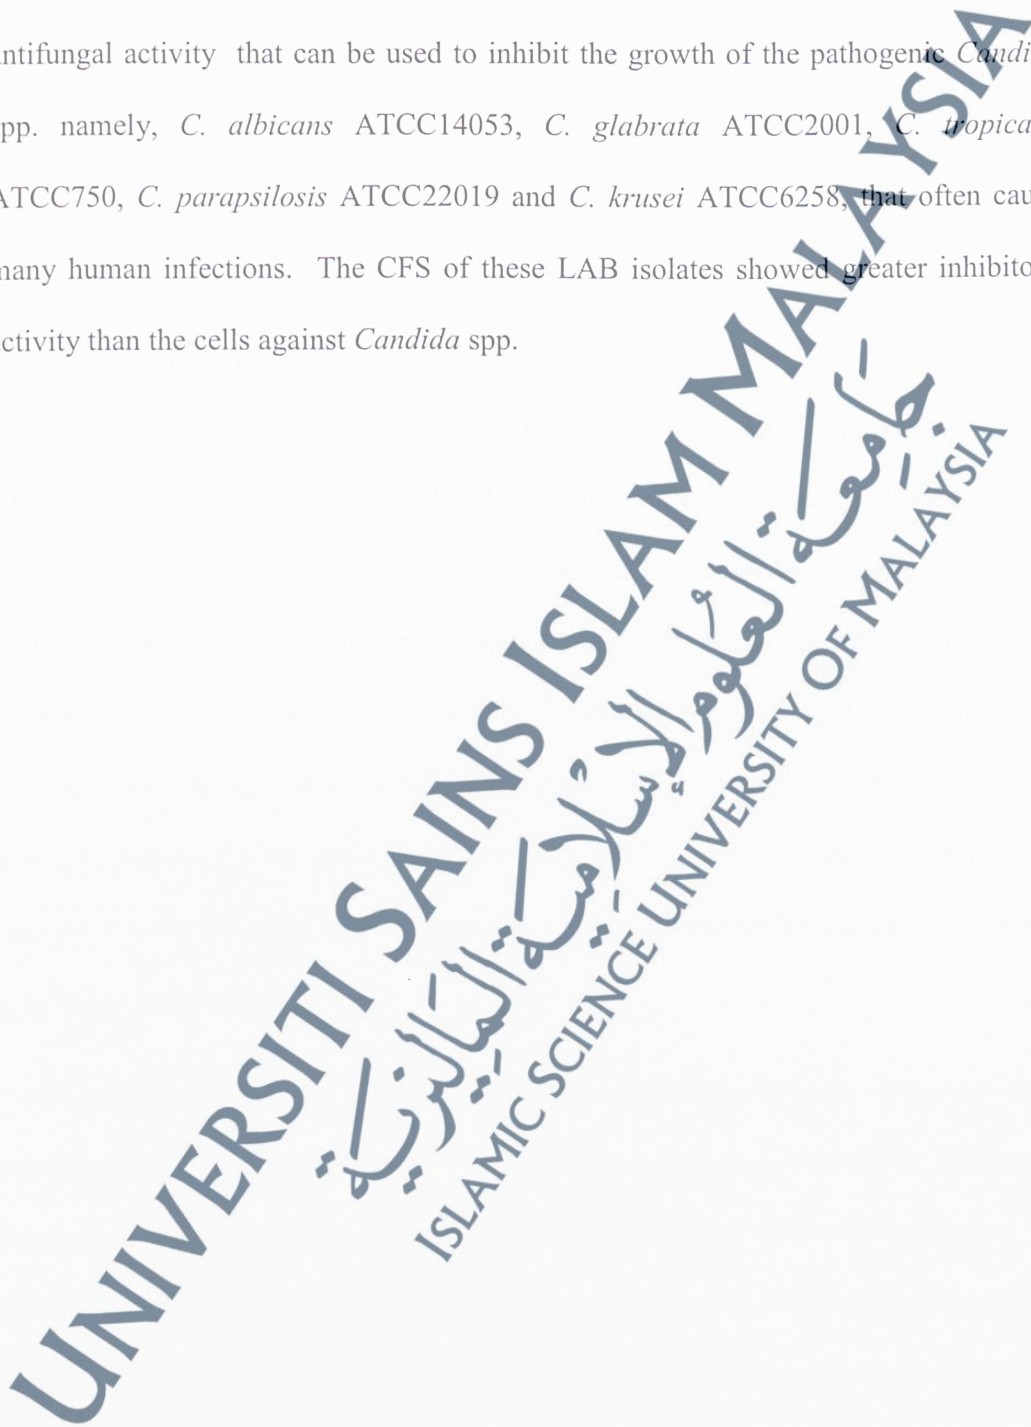 ntifungal activity that can be used to inhibit the growth of the pathogenic Candi
pp. namely, C. albicans ATCC14053, C. glabrata ATCC2001, C. tropica
ATCC750, C. parapsilosis ATCC22019 and C. krusei ATCC6258, that often cau
nany human infections. The CFS of these LAB isolates showed greater inhibito
ctivity than the cells against Candida spp.
UNIVERSITI SAINS ISLAM MALAYSIA
جامعة العلوم الإسلامية الماليزية
ISLAMIC SCIENCE UNIVERSITY OF MALAYSIA